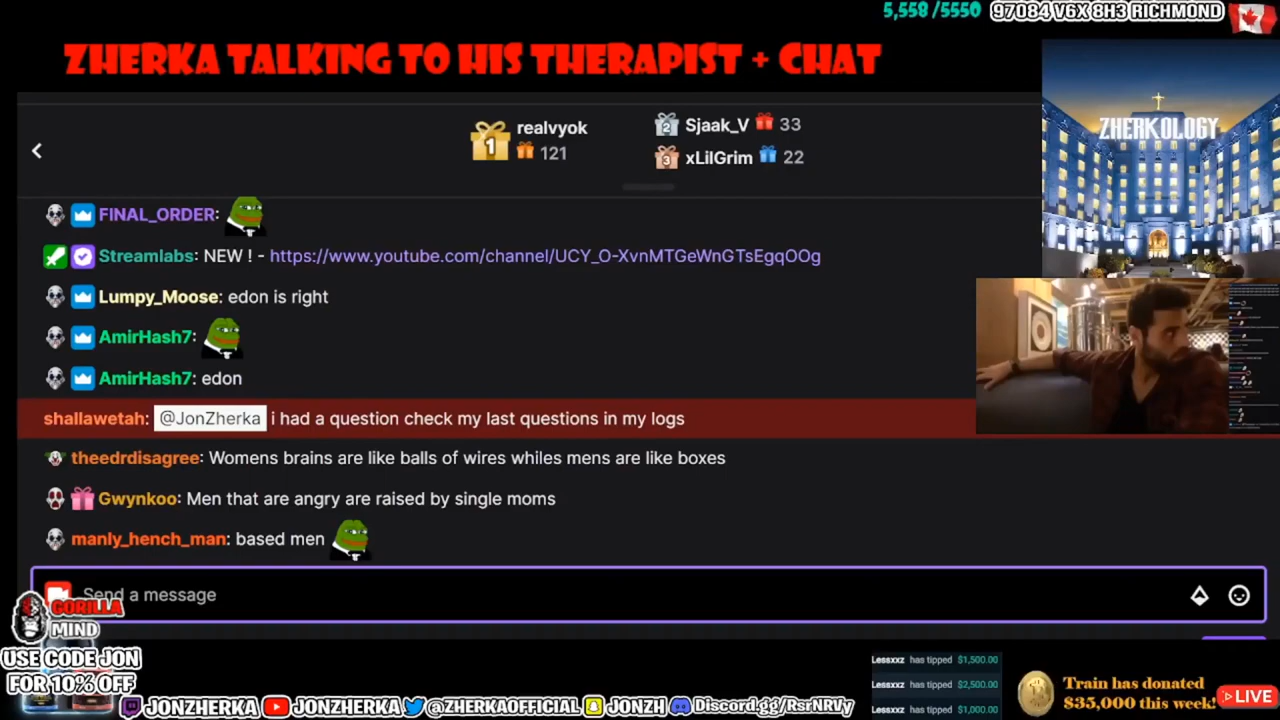 5,558 /5550
97084 V6X 8H3 RICHMOND
ZHERKA TALKING TO HIS THERAPIST + CHAT
ZHERKOLOGY
1
realvyok
121
2
Sjaak_V
33
3
xLilGrim
22
FINAL_ORDER:
Streamlabs: NEW ! - https://www.youtube.com/channel/UCY_O-XvnMTGeWnGTsEgqOOg
Lumpy_Moose: edon is right
AmirHash7:
AmirHash7: edon
shallawetah: @JonZherka i had a question check my last questions in my logs
theedrdisagree: Womens brains are like balls of wires whiles mens are like boxes
Gwynkoo: Men that are angry are raised by single moms
manly_hench_man: based men
Send a message
GORILLA
MIND
USE CODE JON
FOR 10% OFF
JONZHERKA
JONZHERKA
@ZHERKAOFFICIAL
JONZH
Discord.gg/RsrNRVy
Lessxxz has tipped $1,500.00
Lessxxz has tipped $2,500.00
Lessxxz has tipped $1,000.00
Train has donated
$35,000 this week!
LIVE